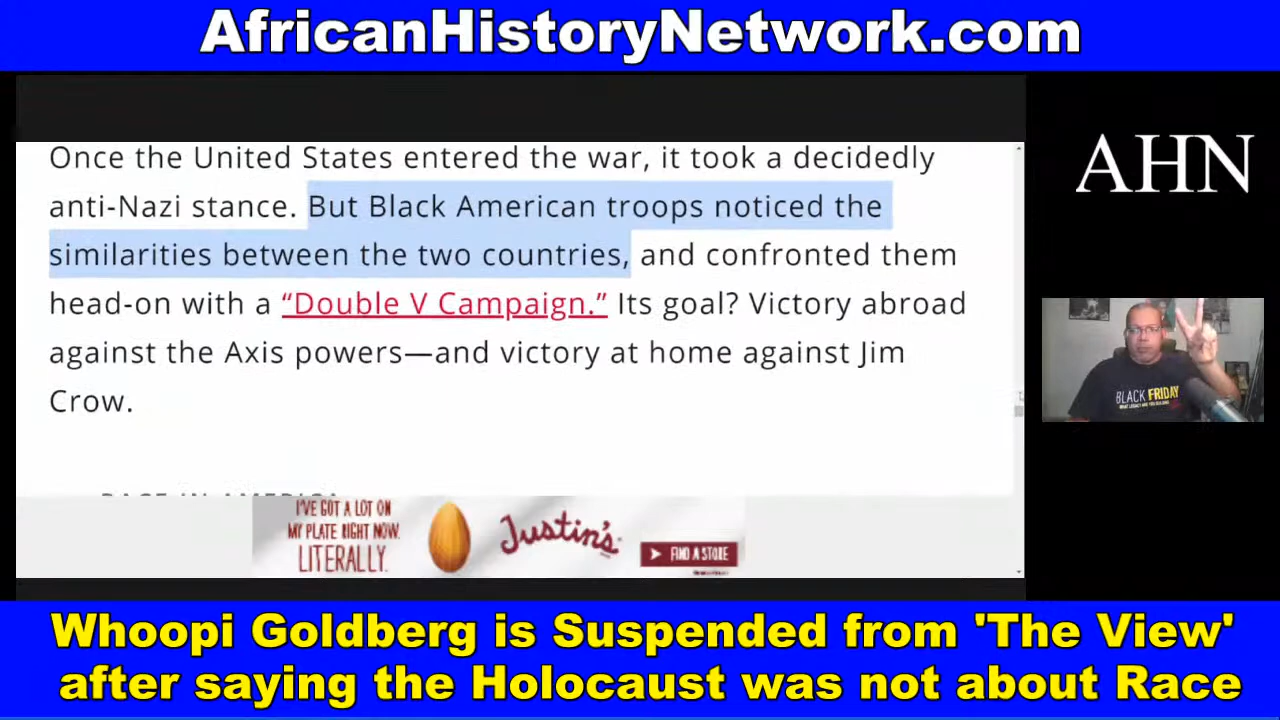 AfricanHistoryNetwork.com
Once the United States entered the war, it took a decidedly
anti-Nazi stance. But Black American troops noticed the
similarities between the two countries, and confronted them
head-on with a “Double V Campaign.” Its goal? Victory abroad
against the Axis powers—and victory at home against Jim
Crow.
RACE IN AMERICA
I'VE GOT A LOT ON
MY PLATE RIGHT NOW.
LITERALLY.
Justin's
FIND A STORE
AHN
BLACK FRIDAY
Whoopi Goldberg is Suspended from 'The View'
after saying the Holocaust was not about Race